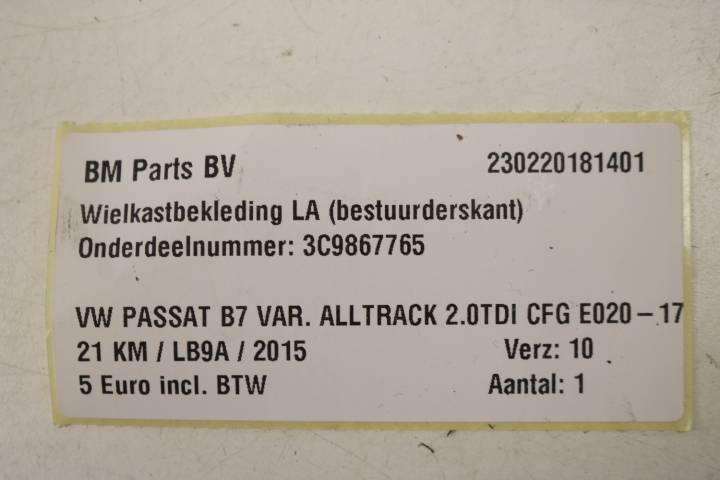 BM Parts BV 230220181401
Wielkastbekleding LA (bestuurderskant)
Onderdeelnummer: 3C9867765
VW PASSAT B7 VAR. ALLTRACK 2.0TDI CFG E020-17
21 KM / LB9A / 2015 Verz: 10
5 Euro incl. BTW Aantal: 1